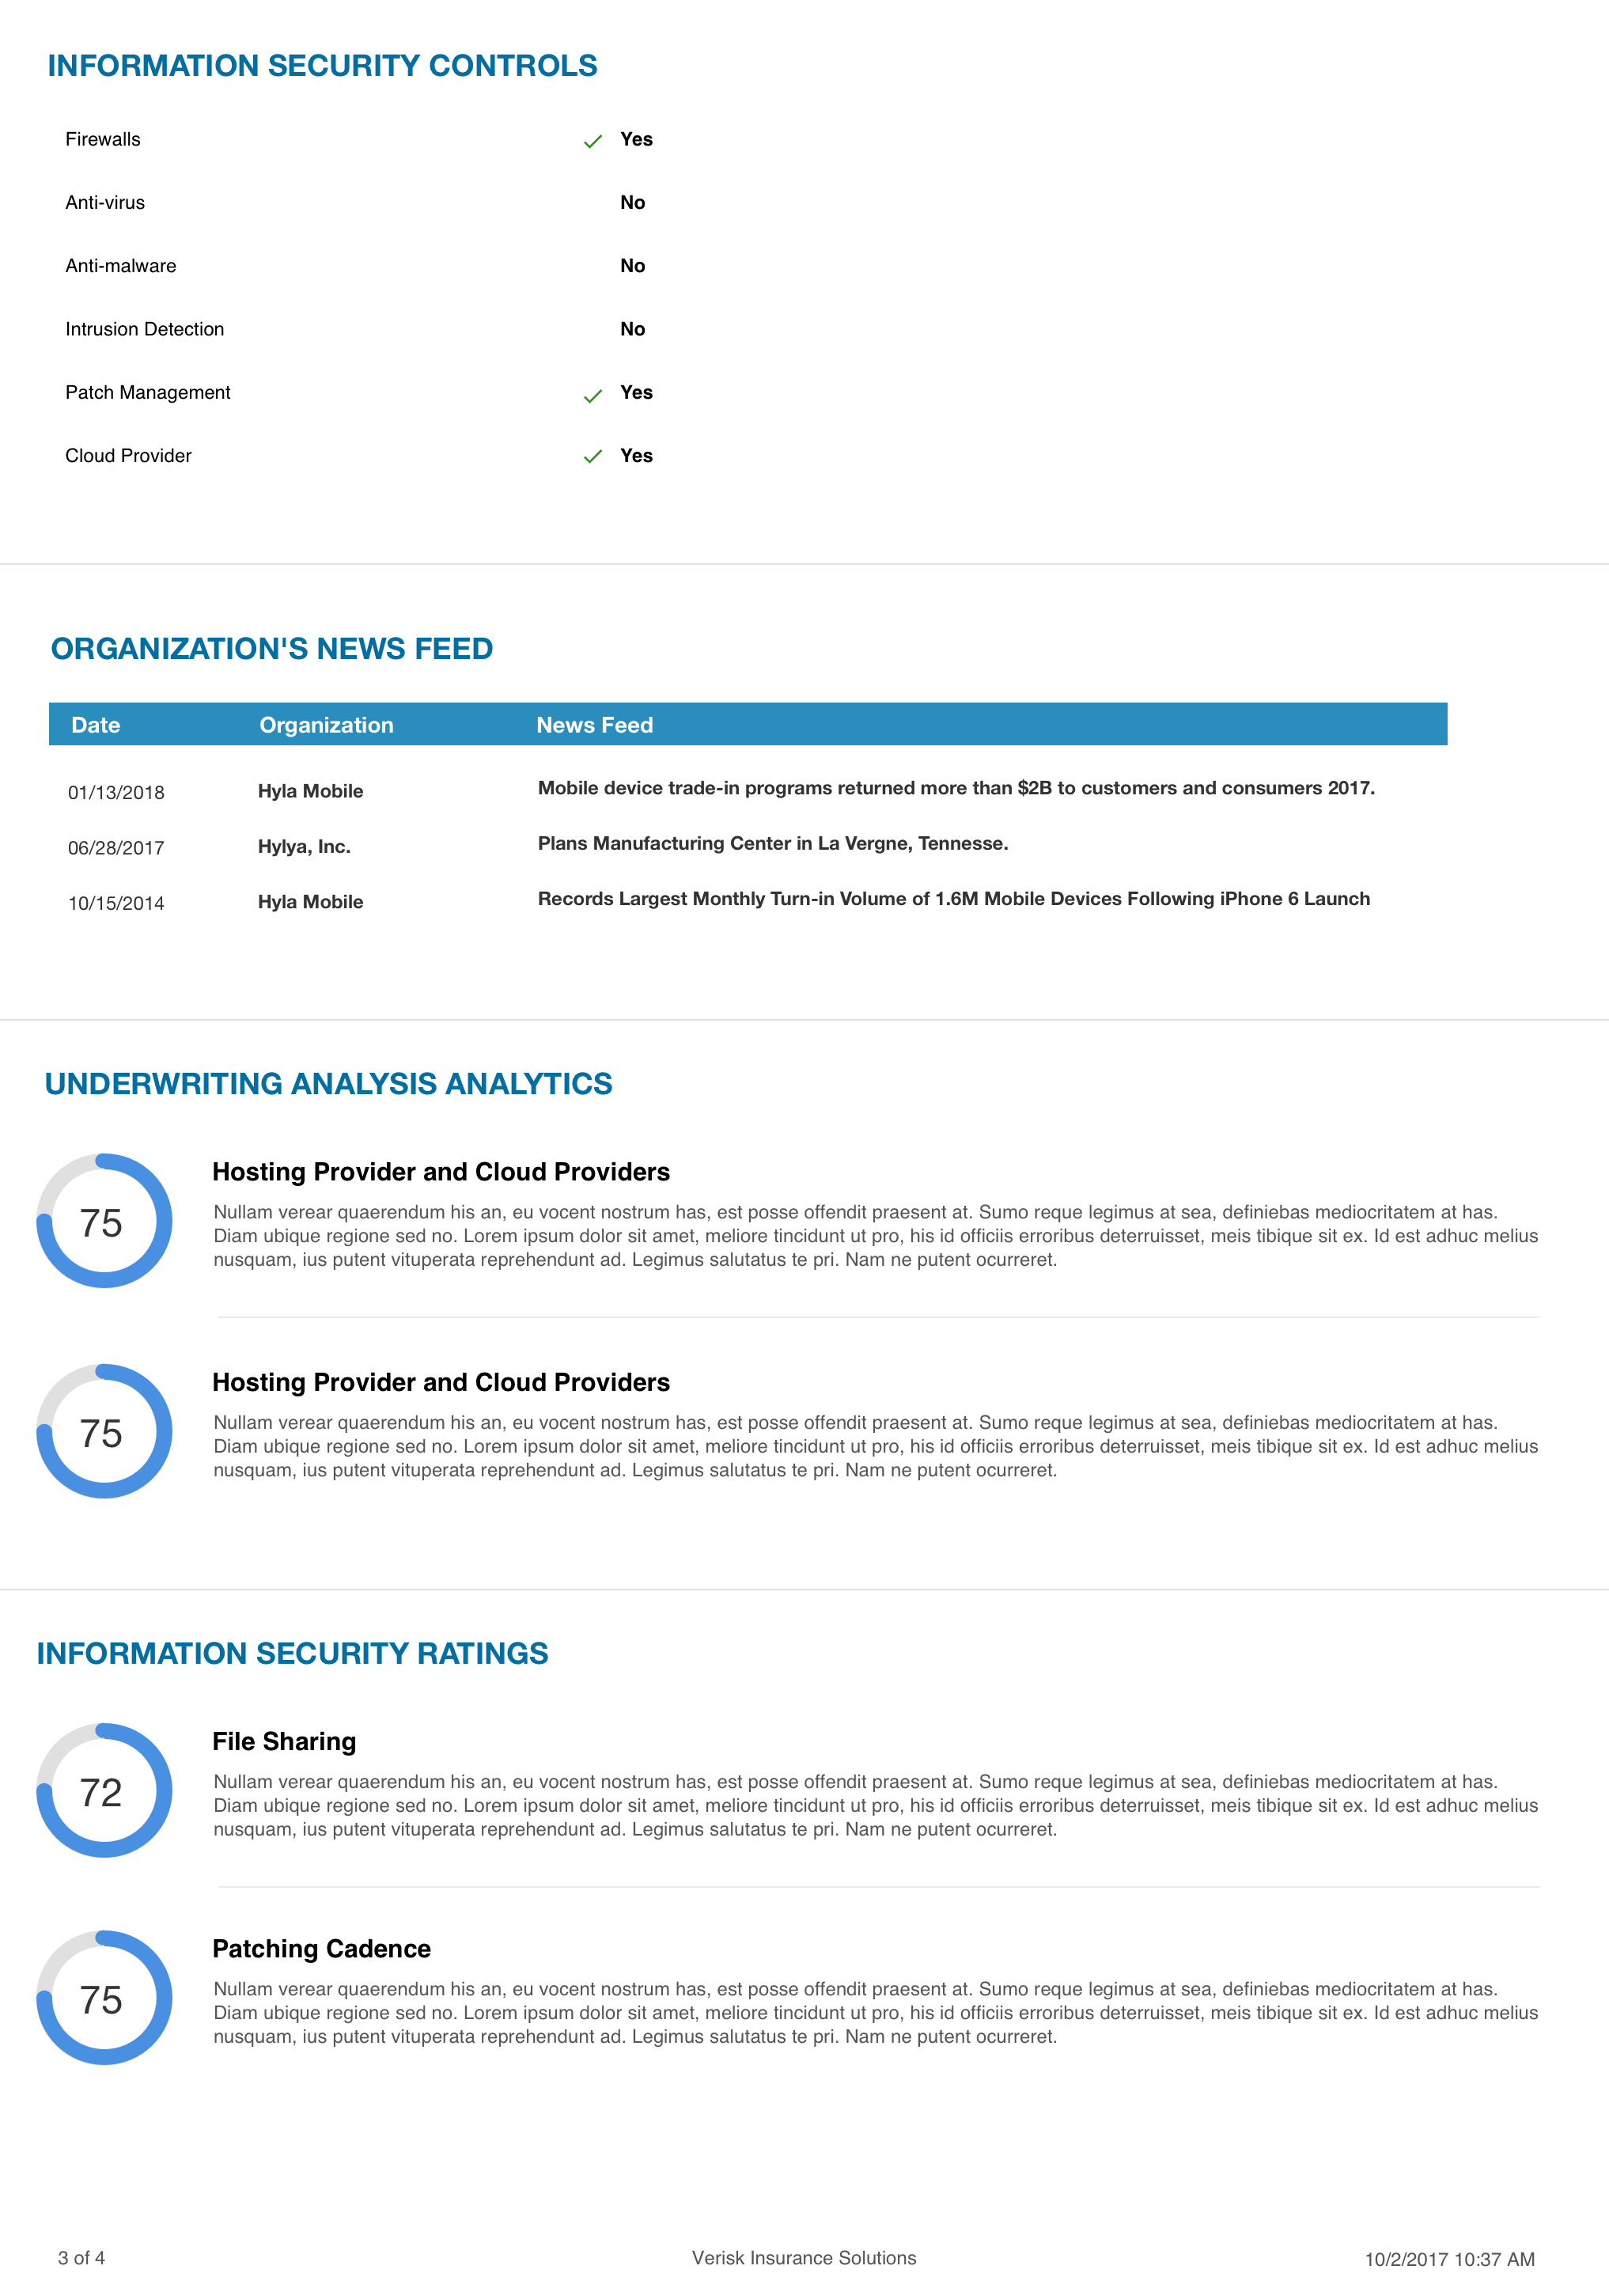 INFORMATION SECURITY CONTROLS
Firewalls Yes
Anti-virus No
Anti-malware No
Intrusion Detection No
Patch Management Yes
Cloud Provider Yes
ORGANIZATION'S NEWS FEED
Date Organization News Feed
01/13/2018 Hyla Mobile Mobile device trade-in programs returned more than $2B to customers and consumers 2017.
06/28/2017 Hylya, Inc. Plans Manufacturing Center in La Vergne, Tennesse.
10/15/2014 Hyla Mobile Records Largest Monthly Turn-in Volume of 1.6M Mobile Devices Following iPhone 6 Launch
UNDERWRITING ANALYSIS ANALYTICS
75
Hosting Provider and Cloud Providers
Nullam verear quaerendum his an, eu vocent nostrum has, est posse offendit praesent at. Sumo reque legimus at sea, definiebas mediocritatem at has.
Diam ubique regione sed no. Lorem ipsum dolor sit amet, meliore tincidunt ut pro, his id officiis erroribus deterruisset, meis tibique sit ex. Id est adhuc melius
nusquam, ius putent vituperata reprehendunt ad. Legimus salutatus te pri. Nam ne putent ocurreret.
75
Hosting Provider and Cloud Providers
Nullam verear quaerendum his an, eu vocent nostrum has, est posse offendit praesent at. Sumo reque legimus at sea, definiebas mediocritatem at has.
Diam ubique regione sed no. Lorem ipsum dolor sit amet, meliore tincidunt ut pro, his id officiis erroribus deterruisset, meis tibique sit ex. Id est adhuc melius
nusquam, ius putent vituperata reprehendunt ad. Legimus salutatus te pri. Nam ne putent ocurreret.
INFORMATION SECURITY RATINGS
72
File Sharing
Nullam verear quaerendum his an, eu vocent nostrum has, est posse offendit praesent at. Sumo reque legimus at sea, definiebas mediocritatem at has.
Diam ubique regione sed no. Lorem ipsum dolor sit amet, meliore tincidunt ut pro, his id officiis erroribus deterruisset, meis tibique sit ex. Id est adhuc melius
nusquam, ius putent vituperata reprehendunt ad. Legimus salutatus te pri. Nam ne putent ocurreret.
75
Patching Cadence
Nullam verear quaerendum his an, eu vocent nostrum has, est posse offendit praesent at. Sumo reque legimus at sea, definiebas mediocritatem at has.
Diam ubique regione sed no. Lorem ipsum dolor sit amet, meliore tincidunt ut pro, his id officiis erroribus deterruisset, meis tibique sit ex. Id est adhuc melius
nusquam, ius putent vituperata reprehendunt ad. Legimus salutatus te pri. Nam ne putent ocurreret.
3 of 4 Verisk Insurance Solutions 10/2/2017 10:37 AM